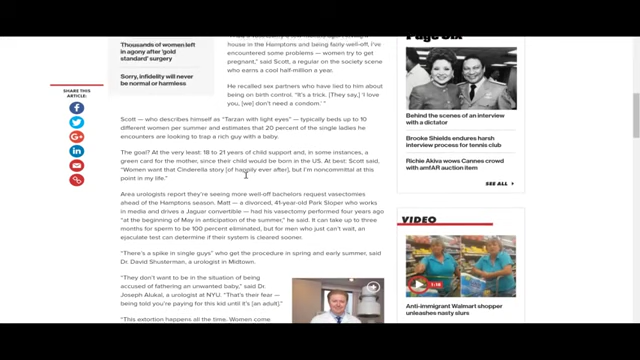 Thousands of women left
in agony after 'gold
standard' surgery
Sorry, infidelity will never
be normal or harmless
SHARE THIS
ARTICLE:
house in the Hamptons and being fairly well-off, I've
encountered some problems — women try to get
pregnant," said Scott, a regular on the society scene
who earns a cool half-million a year.
He recalled sex partners who have lied to him about
being on birth control. "It's a trick. [They say,] 'I love
you, [we] don't need a condom.' "
Scott — who describes himself as "Tarzan with light eyes" — typically beds up to 10
different women per summer and estimates that 20 percent of the single ladies he
encounters are looking to trap a rich guy with a baby.
The goal? At the very least: 18 to 21 years of child support and, in some instances, a
green card for the mother, since their child would be born in the US. At best: Scott said,
"Women want that Cinderella story [of happily ever after], but I'm noncommittal at this
point in my life."
Area urologists report they're seeing more well-off bachelors request vasectomies
ahead of the Hamptons season. Matt — a divorced, 41-year-old Park Sloper who works
in media and drives a Jaguar convertible — had his vasectomy performed four years ago
"at the beginning of May in anticipation of the summer," he said. It can take up to three
months for sperm to be 100 percent eliminated, but for men who just can't wait, an
ejaculate test can determine if their system is cleared sooner.
"There's a spike in single guys" who get the procedure in spring and early summer, said
Dr. David Shusterman, a urologist in Midtown.
"They don't want to be in the situation of being
accused of fathering an unwanted baby," said Dr.
Joseph Alukal, a urologist at NYU. "That's their fear —
being told you're paying for this kid until it's [an adult]."
"This extortion happens all the time. Women come
Page Six
Behind the scenes of an interview
with a dictator
Brooke Shields endures harsh
interview process for tennis club
Richie Akiva wows Cannes crowd
with amfAR auction item
SEE ALL
VIDEO
1:18
Anti-immigrant Walmart shopper
unleashes nasty slurs